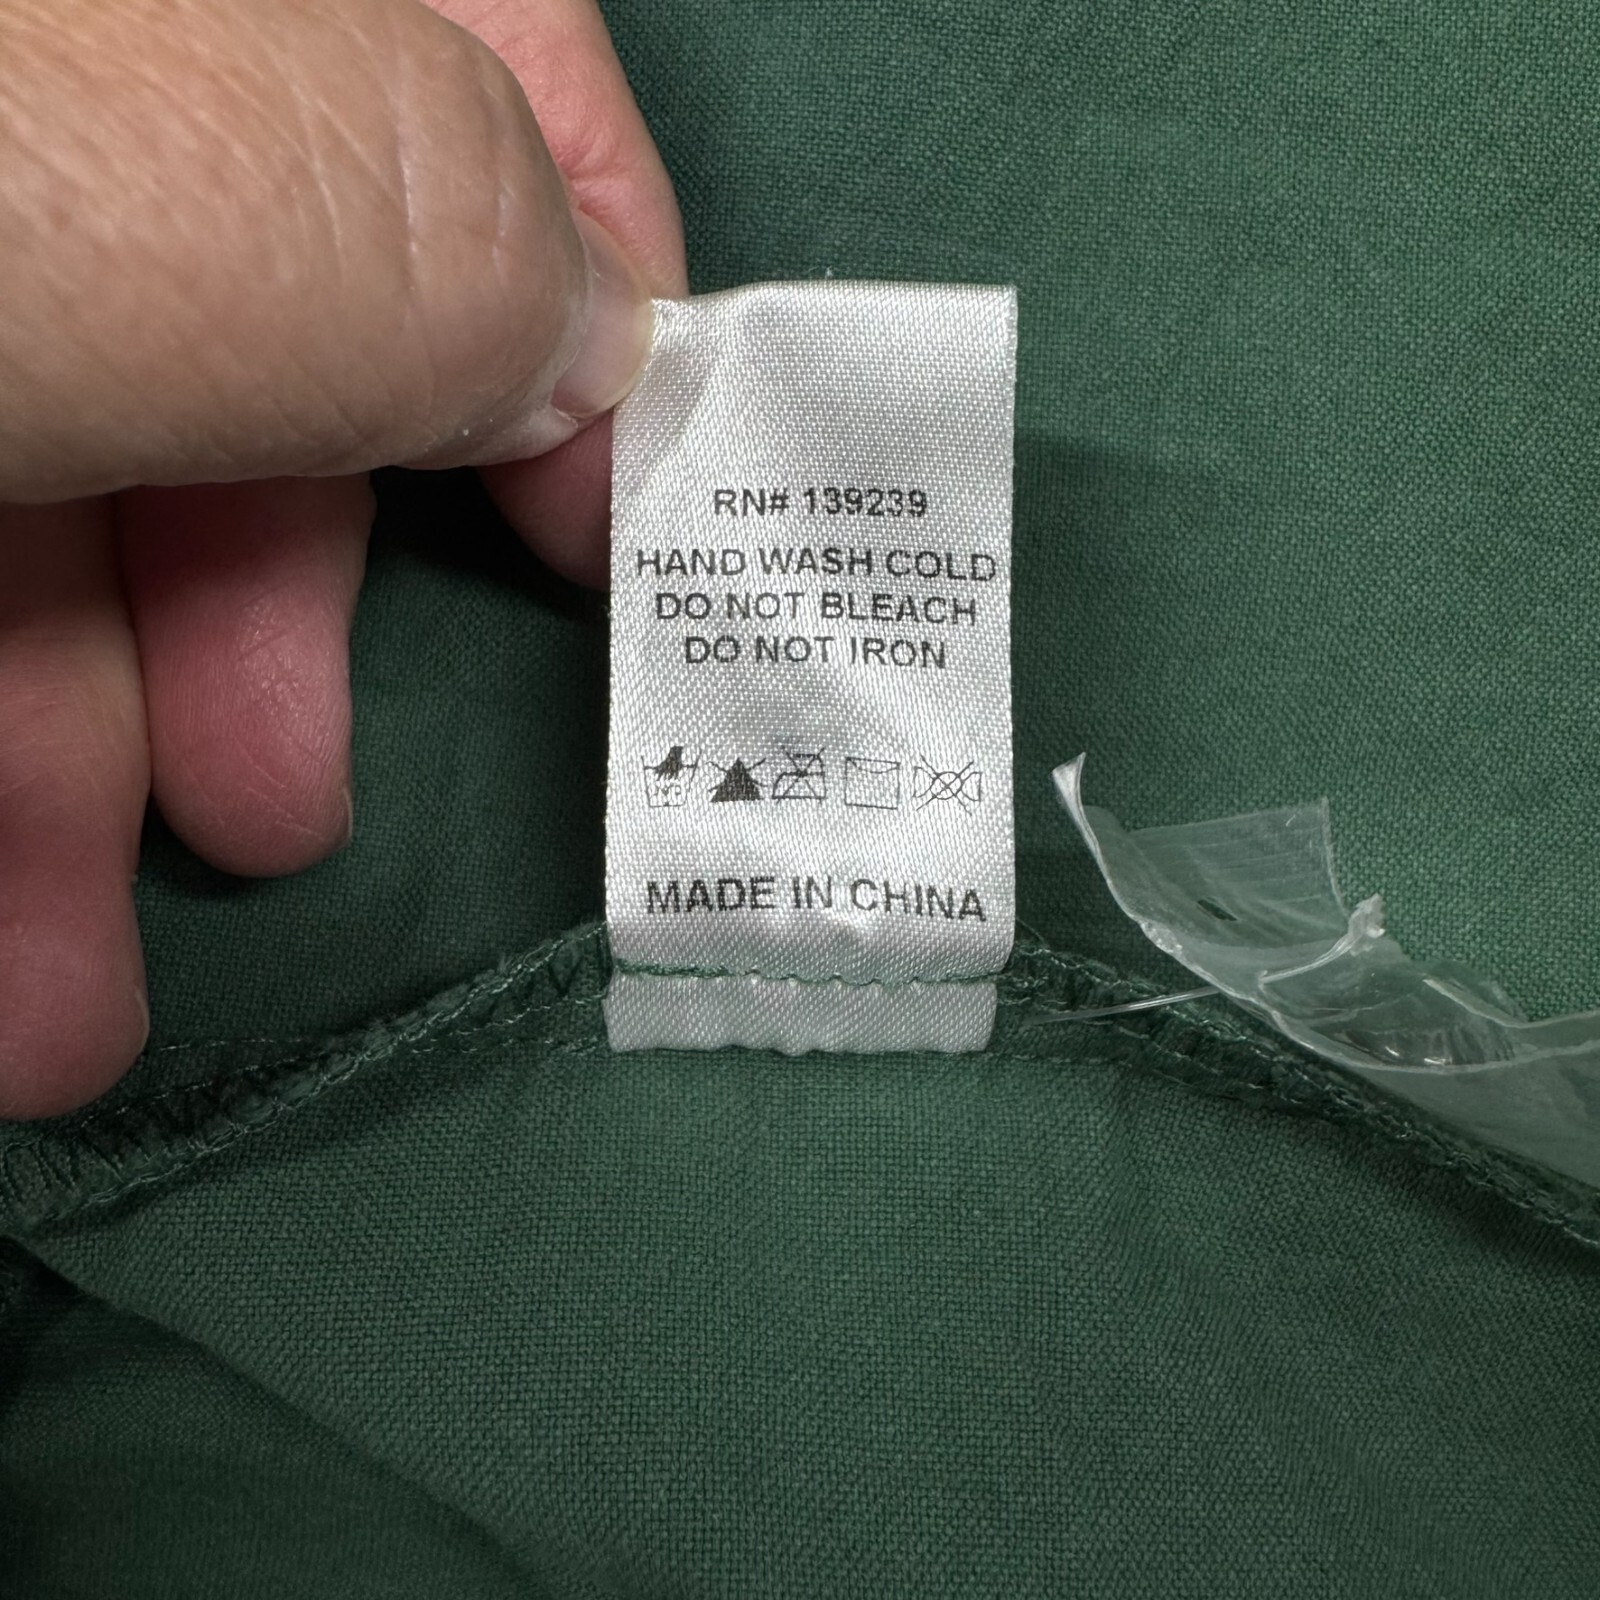 RN# 139239
HAND WASH COLD
DO NOT BLEACH
DO NOT IRON
MADE IN CHINA